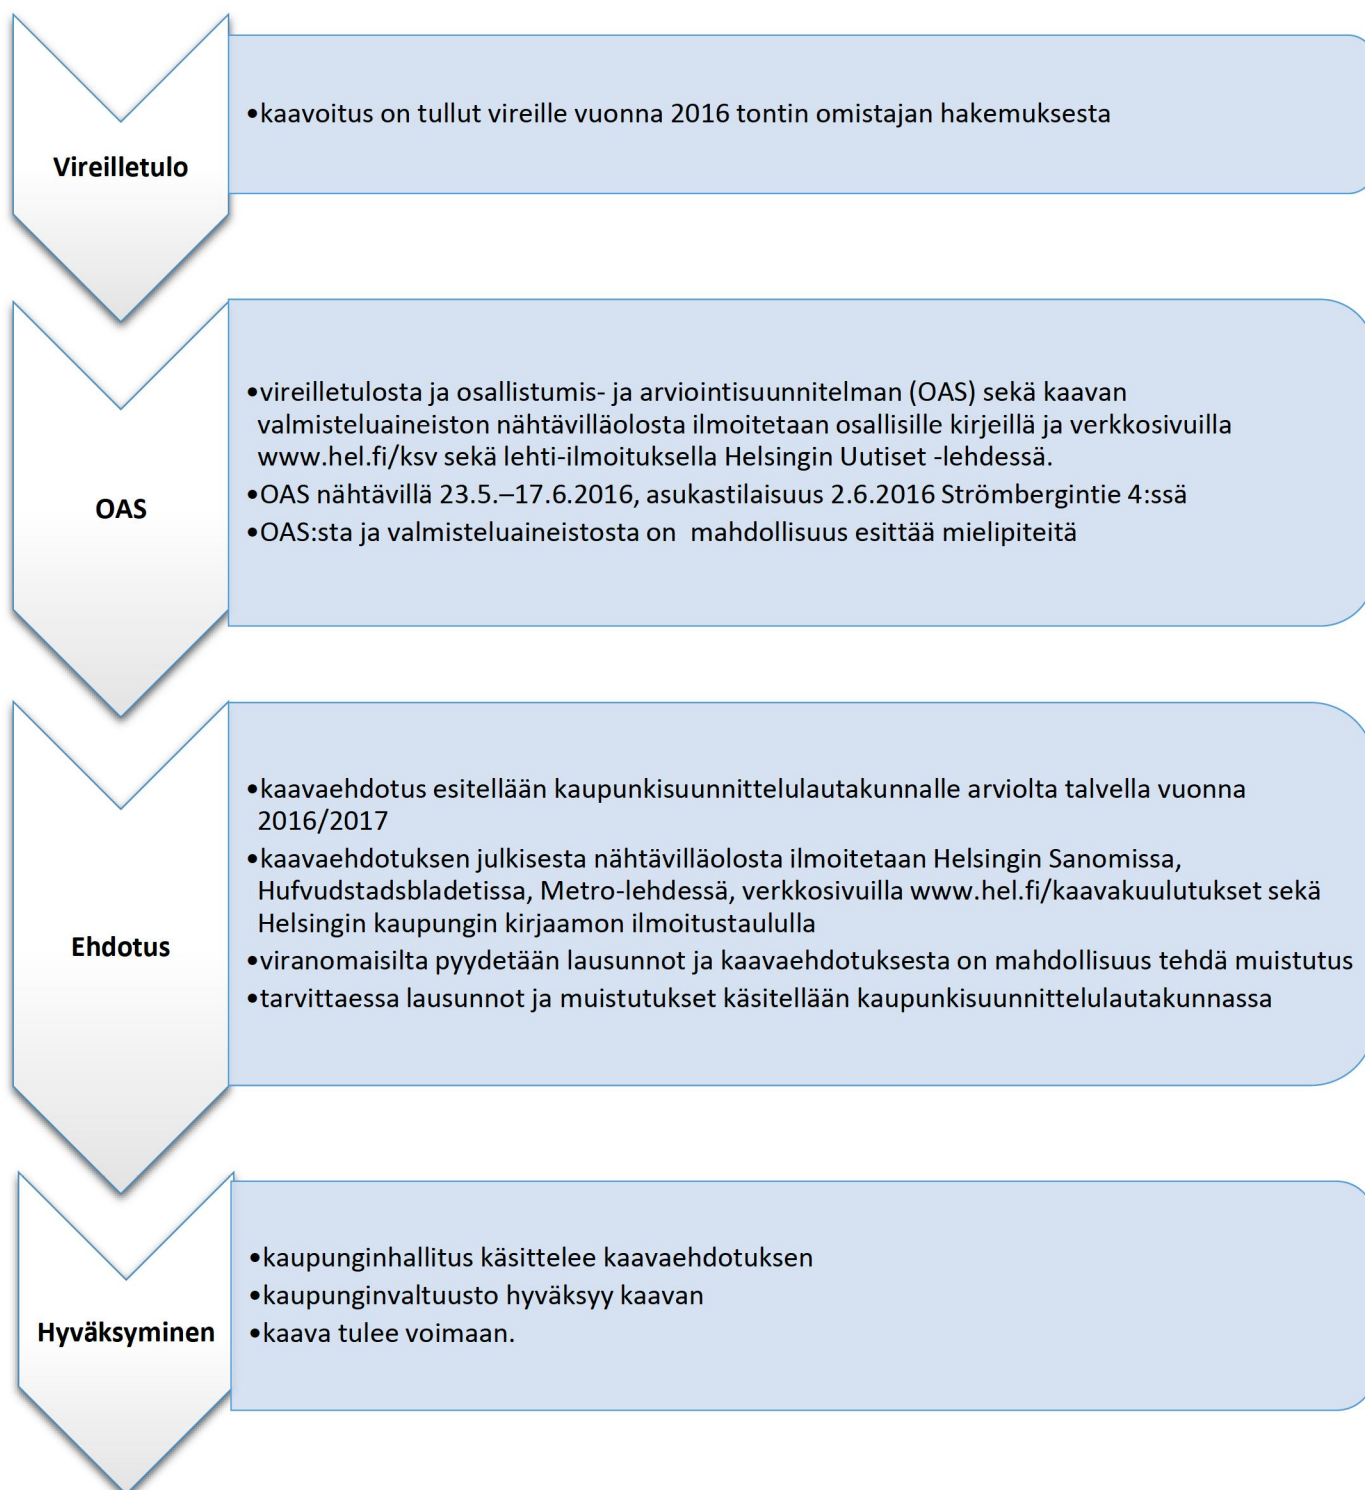 Vireilletulo
•kaavoitus on tullut vireille vuonna 2016 tontin omistajan hakemuksesta
OAS
•vireilletulosta ja osallistumis- ja arviointisuunnitelman (OAS) sekä kaavan
valmisteluaineiston nähtävilläolosta ilmoitetaan osallisille kirjeillä ja verkkosivuilla
www.hel.fi/ksv sekä lehti-ilmoituksella Helsingin Uutiset -lehdessä.
•OAS nähtävillä 23.5.–17.6.2016, asukastilaisuus 2.6.2016 Strömbergintie 4:ssä
•OAS:sta ja valmisteluaineistosta on  mahdollisuus esittää mielipiteitä
Ehdotus
•kaavaehdotus esitellään kaupunkisuunnittelulautakunnalle arviolta talvella vuonna
2016/2017
•kaavaehdotuksen julkisesta nähtävilläolosta ilmoitetaan Helsingin Sanomissa,
Hufvudstadsbladetissa, Metro-lehdessä, verkkosivuilla www.hel.fi/kaavakuulutukset sekä
Helsingin kaupungin kirjaamon ilmoitustaululla
•viranomaisilta pyydetään lausunnot ja kaavaehdotuksesta on mahdollisuus tehdä muistutus
•tarvittaessa lausunnot ja muistutukset käsitellään kaupunkisuunnittelulautakunnassa
Hyväksyminen
•kaupunginhallitus käsittelee kaavaehdotuksen
•kaupunginvaltuusto hyväksyy kaavan
•kaava tulee voimaan.